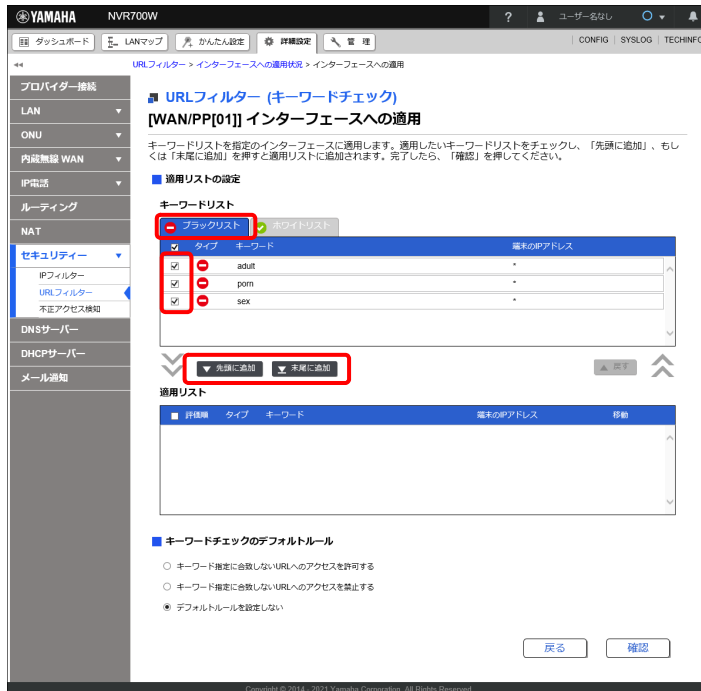 YAMAHA NVR700W ? ユーザー名なし
ダッシュボード LANマップ かんたん設定 詳細設定 管 理 CONFIG SYSLOG TECHINFO
URLフィルター > インターフェースへの適用状況 > インターフェースへの適用
プロバイダー接続
LAN
ONU
内蔵無線 WAN
IP電話
ルーティング
NAT
セキュリティー
IPフィルター
URLフィルター
不正アクセス検知
DNSサーバー
DHCPサーバー
メール通知
URLフィルター (キーワードチェック)
[WAN/PP[01]] インターフェースへの適用
キーワードリストを指定のインターフェースに適用します。適用したいキーワードリストをチェックし、「先頭に追加」、もし
くは「末尾に追加」を押すと適用リストに追加されます。完了したら、「確認」を押してください。
適用リストの設定
キーワードリスト
ブラックリスト ホワイトリスト
タイプ キーワード 端末のIPアドレス
adult *
porn *
sex *
先頭に追加 末尾に追加 戻す
適用リスト
評価順 タイプ キーワード 端末のIPアドレス 移動
キーワードチェックのデフォルトルール
キーワード指定に合致しないURLへのアクセスを許可する
キーワード指定に合致しないURLへのアクセスを禁止する
デフォルトルールを設定しない
戻る 確認
Copyright © 2014 - 2021 Yamaha Corporation. All Rights Reserved.